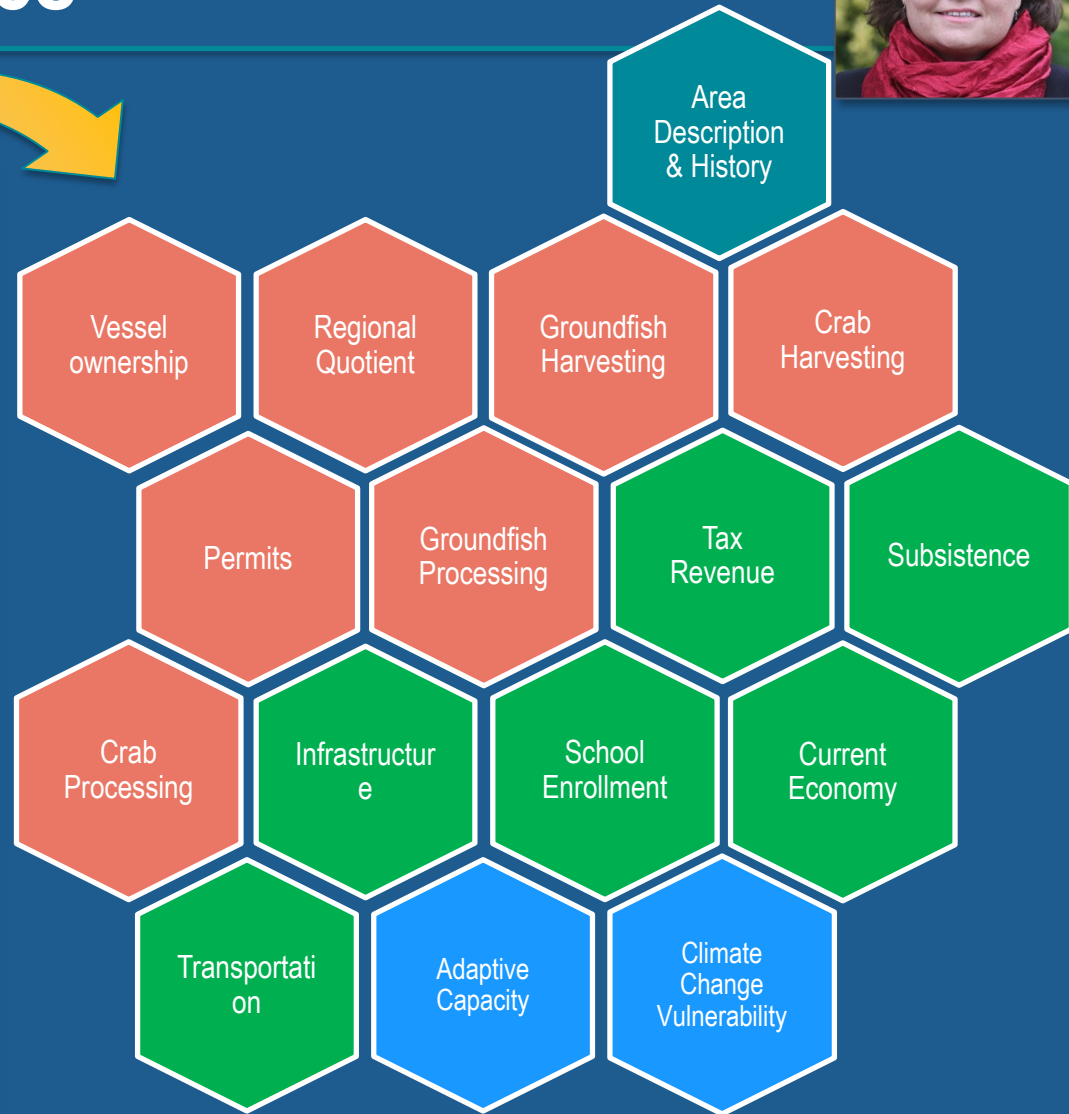 Area
Description
& History
Vessel
ownership
Regional
Quotient
Groundfish
Harvesting
Crab
Harvesting
Permits
Groundfish
Processing
Tax
Revenue
Subsistence
Crab
Processing
Infrastructur
e
School
Enrollment
Current
Economy
Transportati
on
Adaptive
Capacity
Climate
Change
Vulnerability